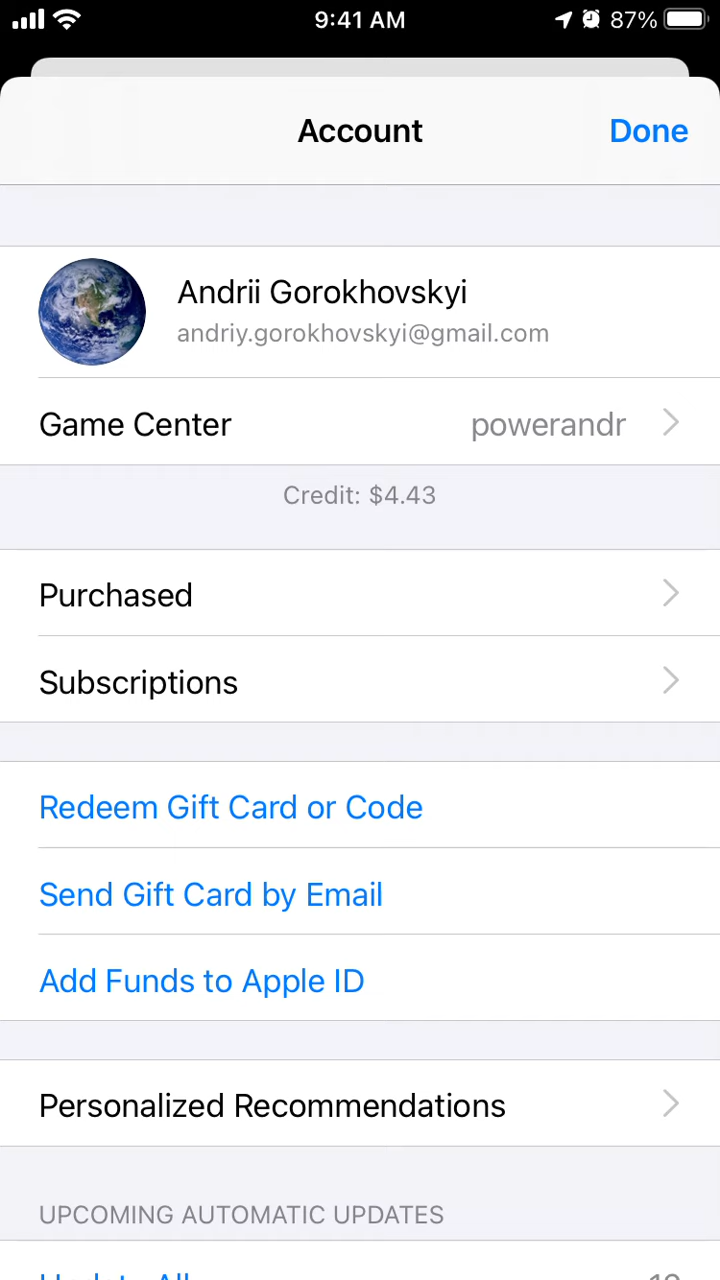 9:41 AM 87%
Account Done
Andrii Gorokhovskyi
andriy.gorokhovskyi@gmail.com
Game Center powerandr
Credit: $4.43
Purchased
Subscriptions
Redeem Gift Card or Code
Send Gift Card by Email
Add Funds to Apple ID
Personalized Recommendations
UPCOMING AUTOMATIC UPDATES
Update All